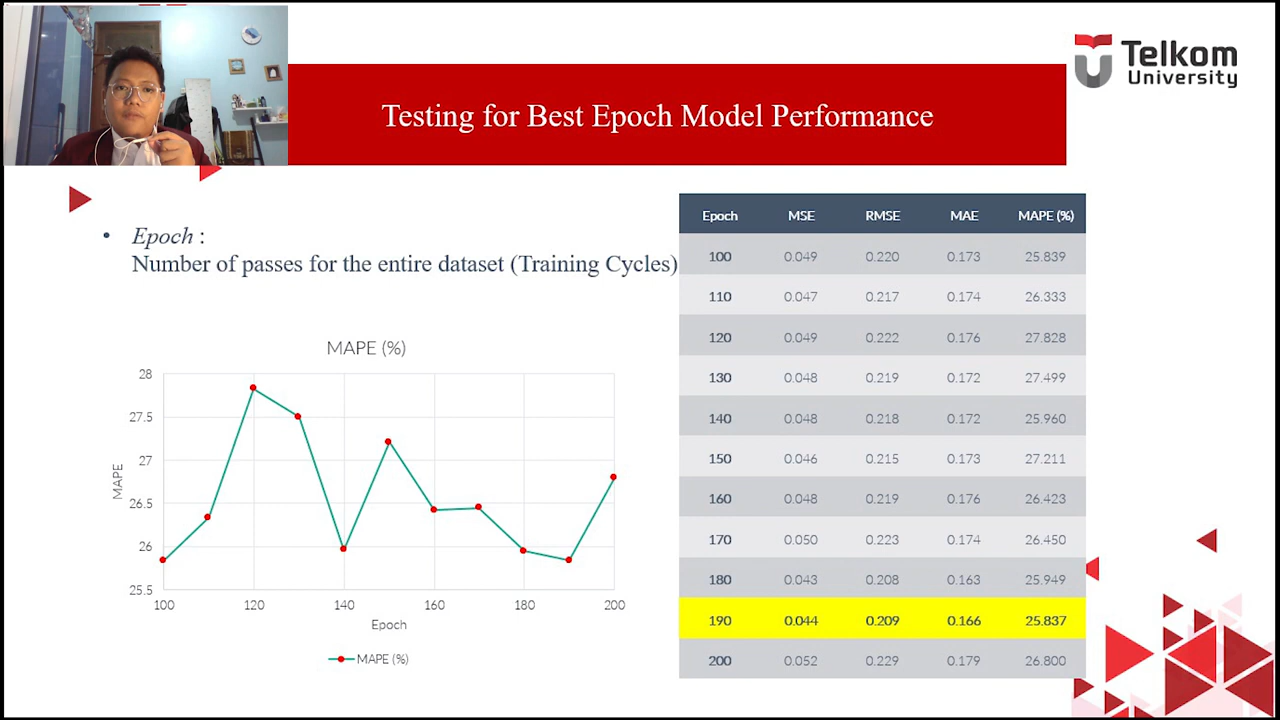 Telkom
University
Testing for Best Epoch Model Performance
• Epoch :
Number of passes for the entire dataset (Training Cycles)
MAPE (%)
28
27.5
27
26.5
26
25.5
MAPE
100 120 140 160 180 200
Epoch
MAPE (%)
Epoch MSE RMSE MAE MAPE (%)
100 0.049 0.220 0.173 25.839
110 0.047 0.217 0.174 26.333
120 0.049 0.222 0.176 27.828
130 0.048 0.219 0.172 27.499
140 0.048 0.218 0.172 25.960
150 0.046 0.215 0.173 27.211
160 0.048 0.219 0.176 26.423
170 0.050 0.223 0.174 26.450
180 0.043 0.208 0.163 25.949
190 0.044 0.209 0.166 25.837
200 0.052 0.229 0.179 26.800